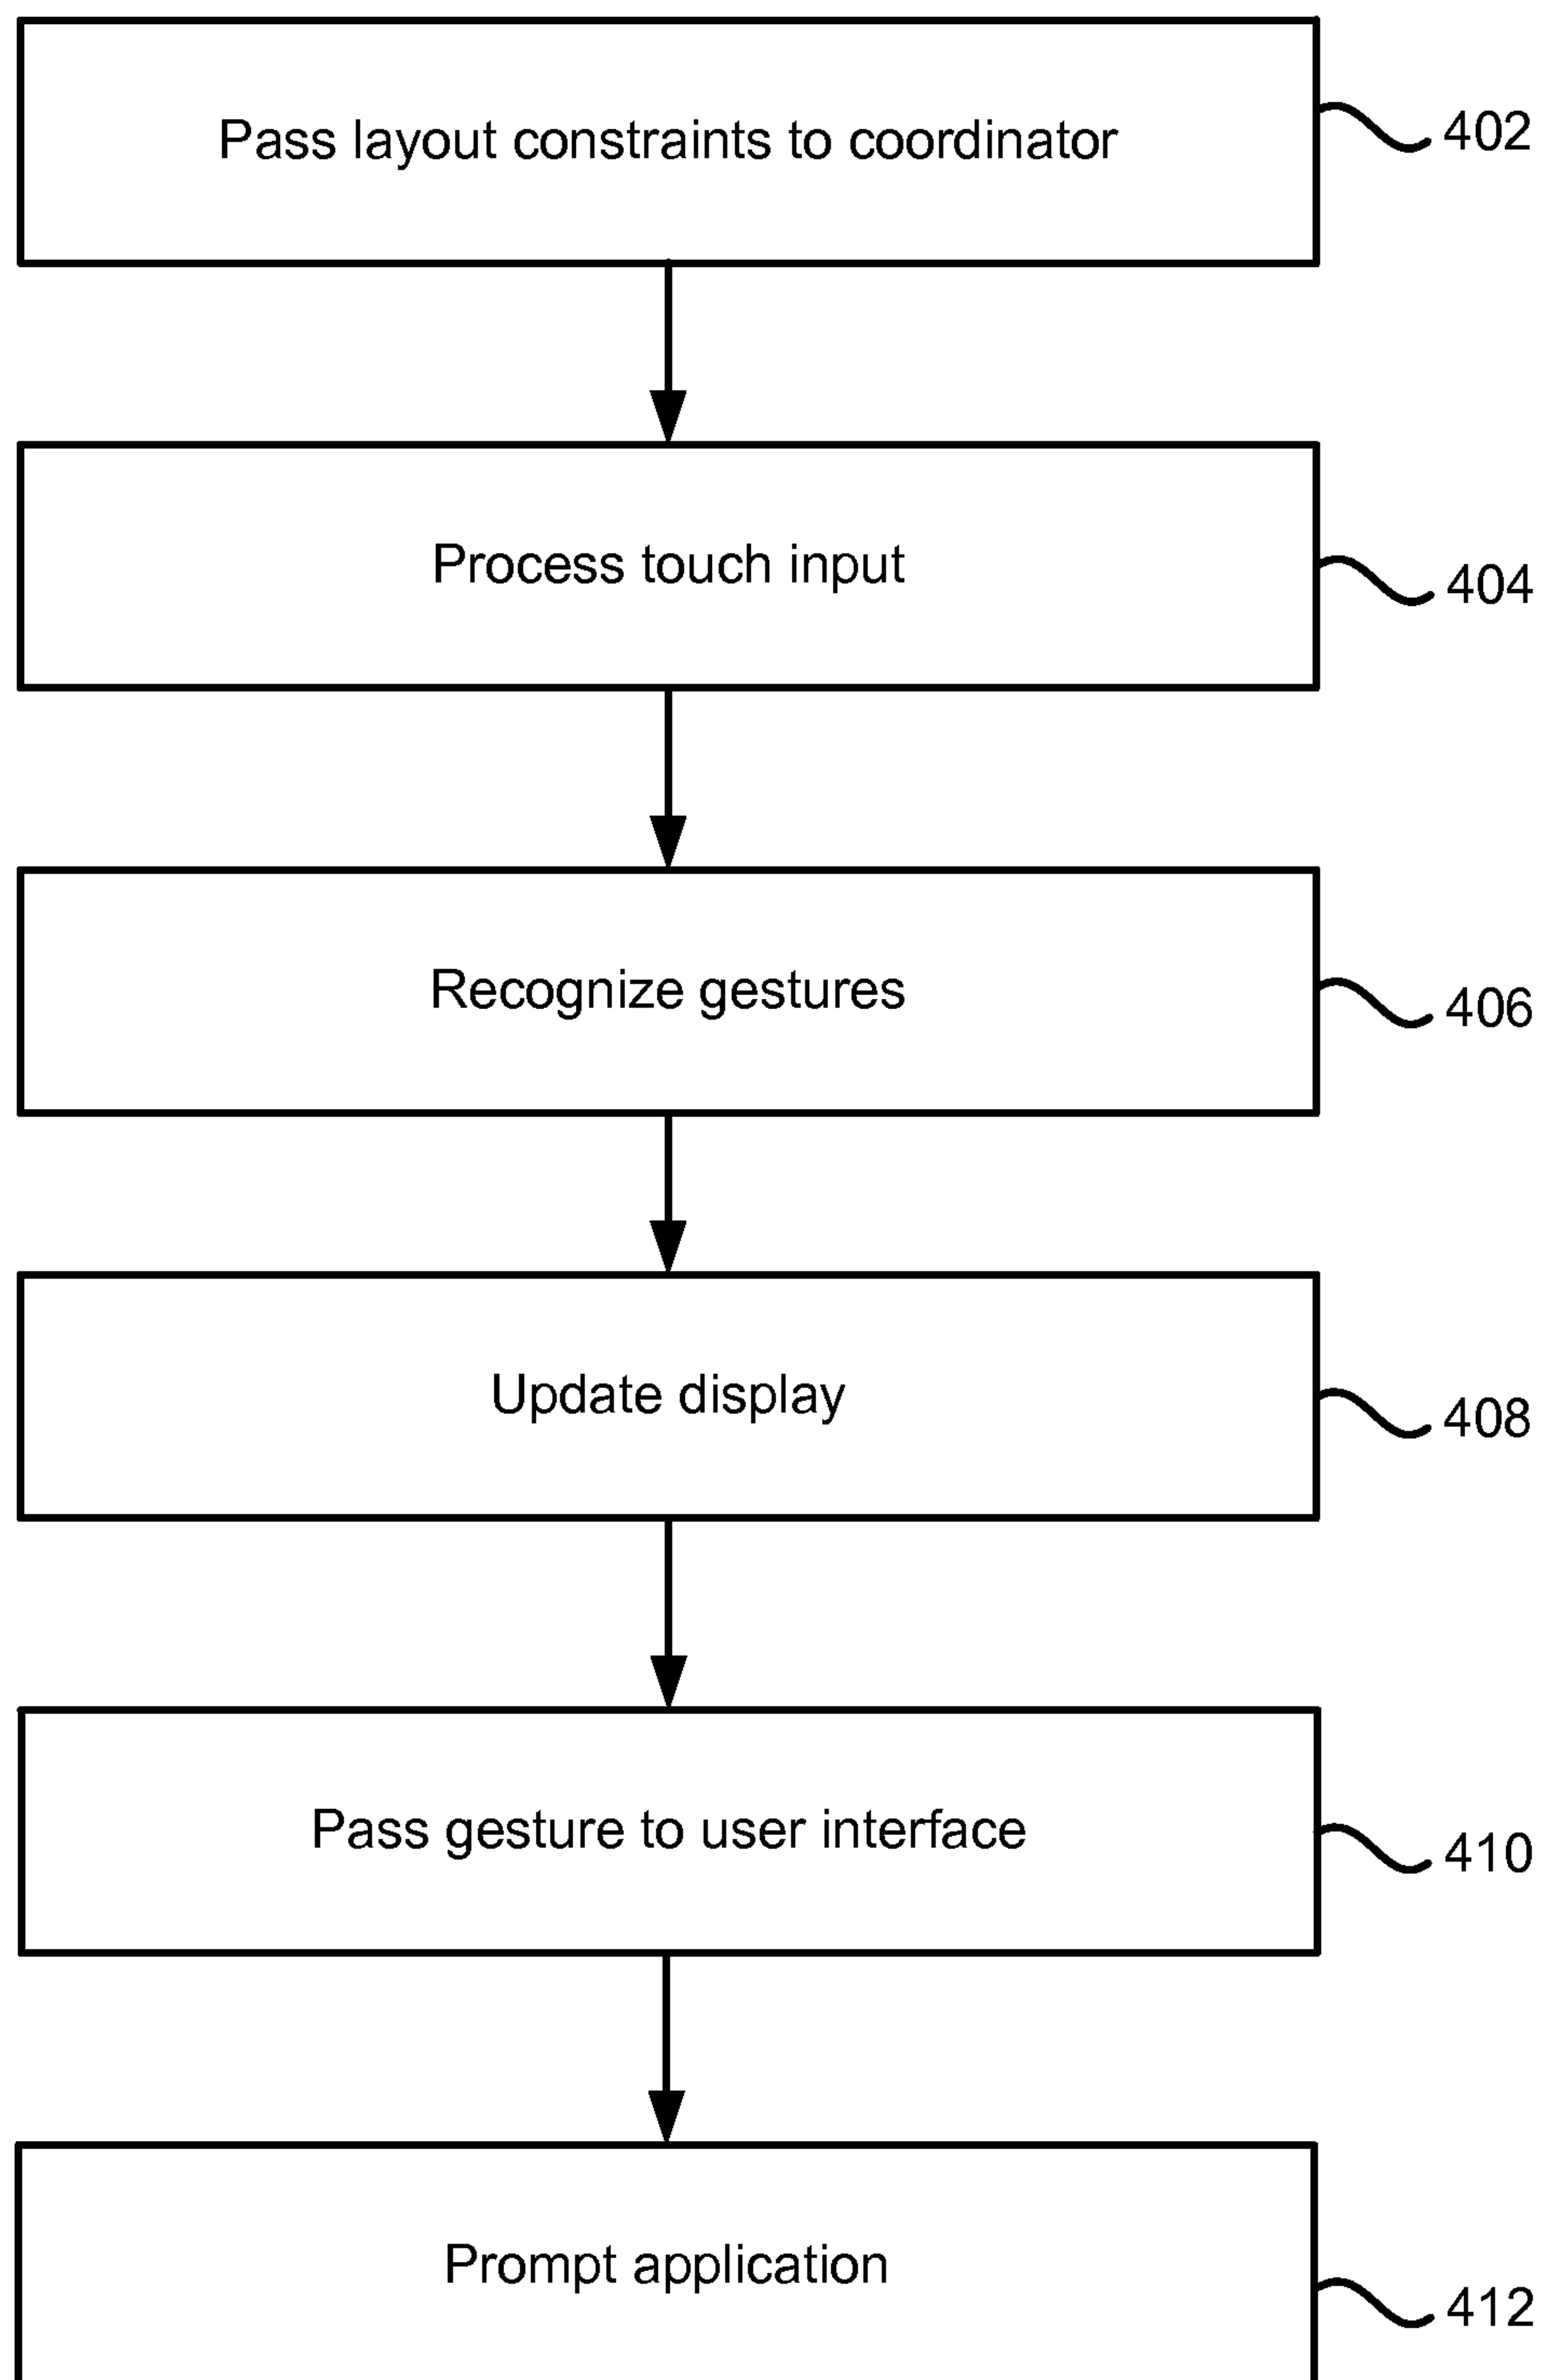 Pass layout constraints to coordinator
402
Process touch input
404
Recognize gestures
406
Update display
408
Pass gesture to user interface
410
Prompt application
412